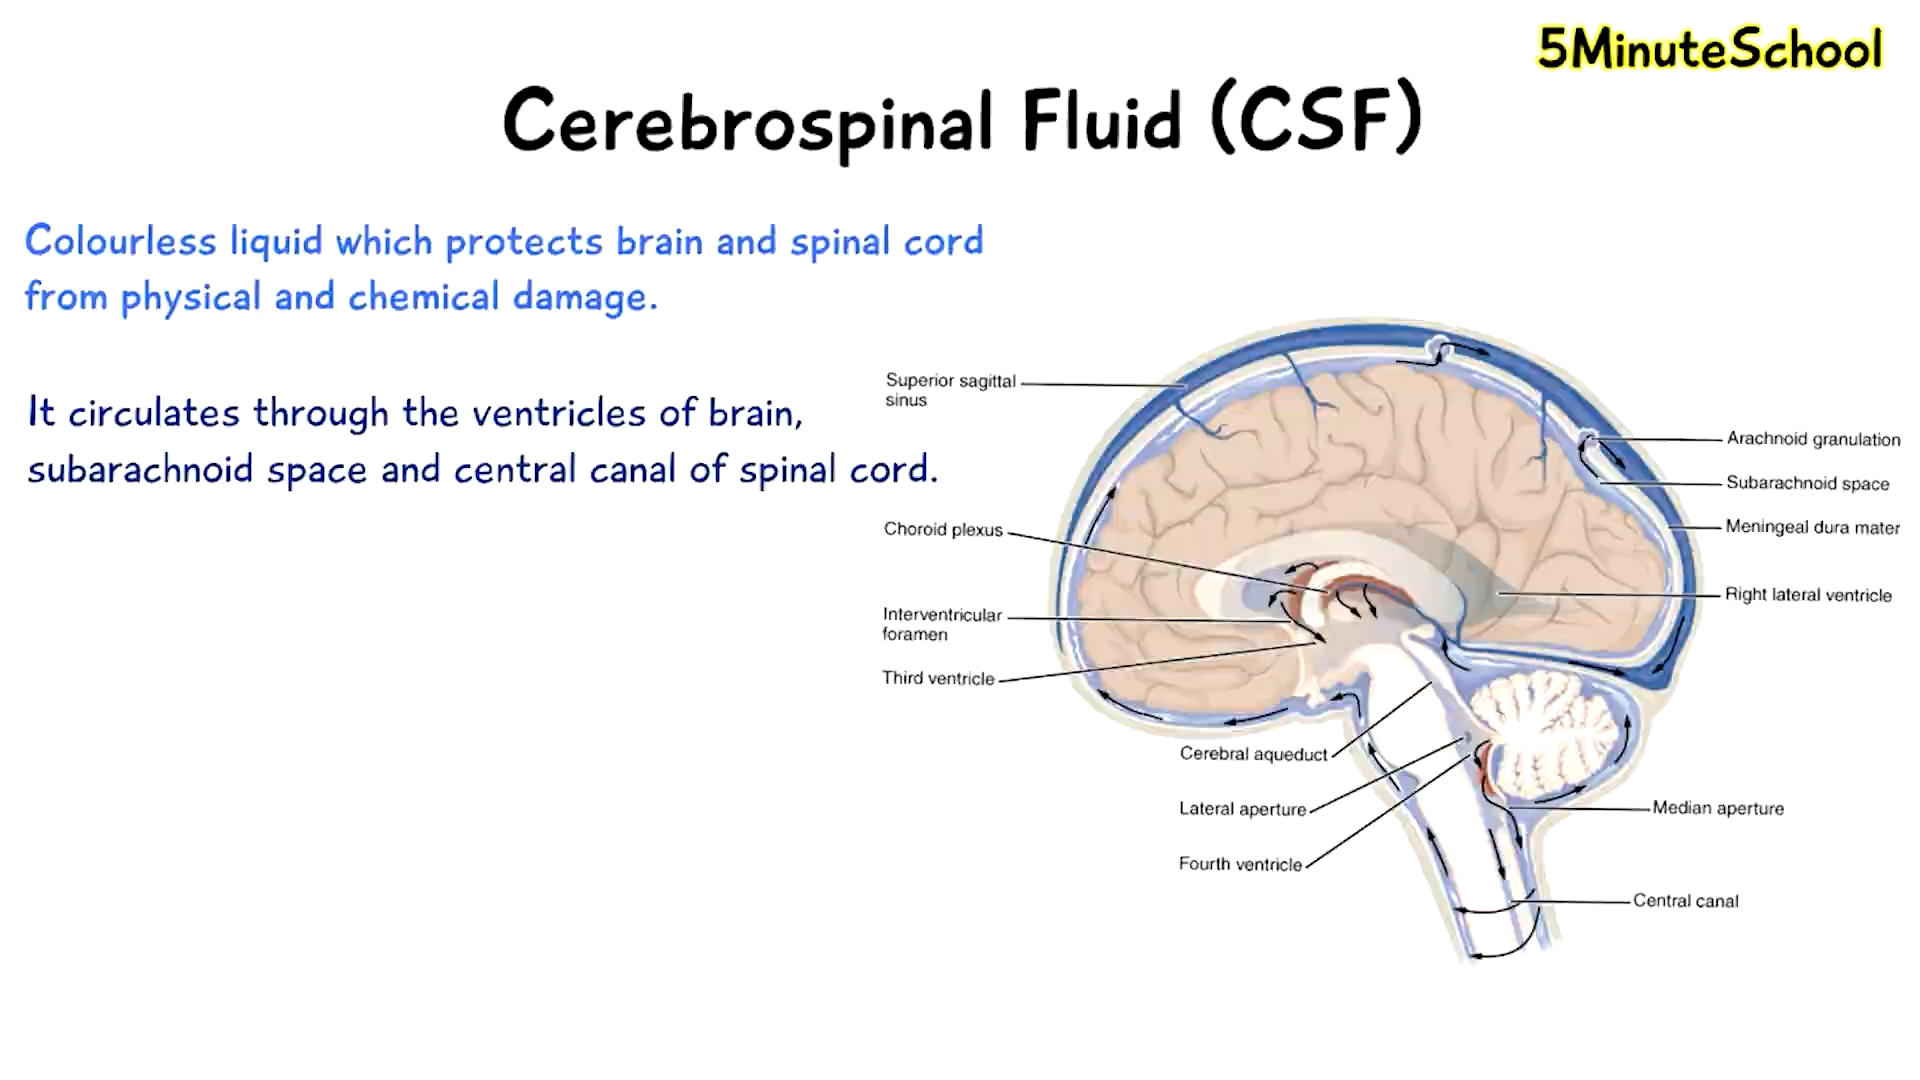 5MinuteSchool
Cerebrospinal Fluid (CSF)
Colourless liquid which protects brain and spinal cord
from physical and chemical damage.
It circulates through the ventricles of brain,
subarachnoid space and central canal of spinal cord.
Superior sagittal
sinus
Choroid plexus
Interventricular
foramen
Third ventricle
Cerebral aqueduct
Lateral aperture
Fourth ventricle
Arachnoid granulation
Subarachnoid space
Meningeal dura mater
Right lateral ventricle
Median aperture
Central canal